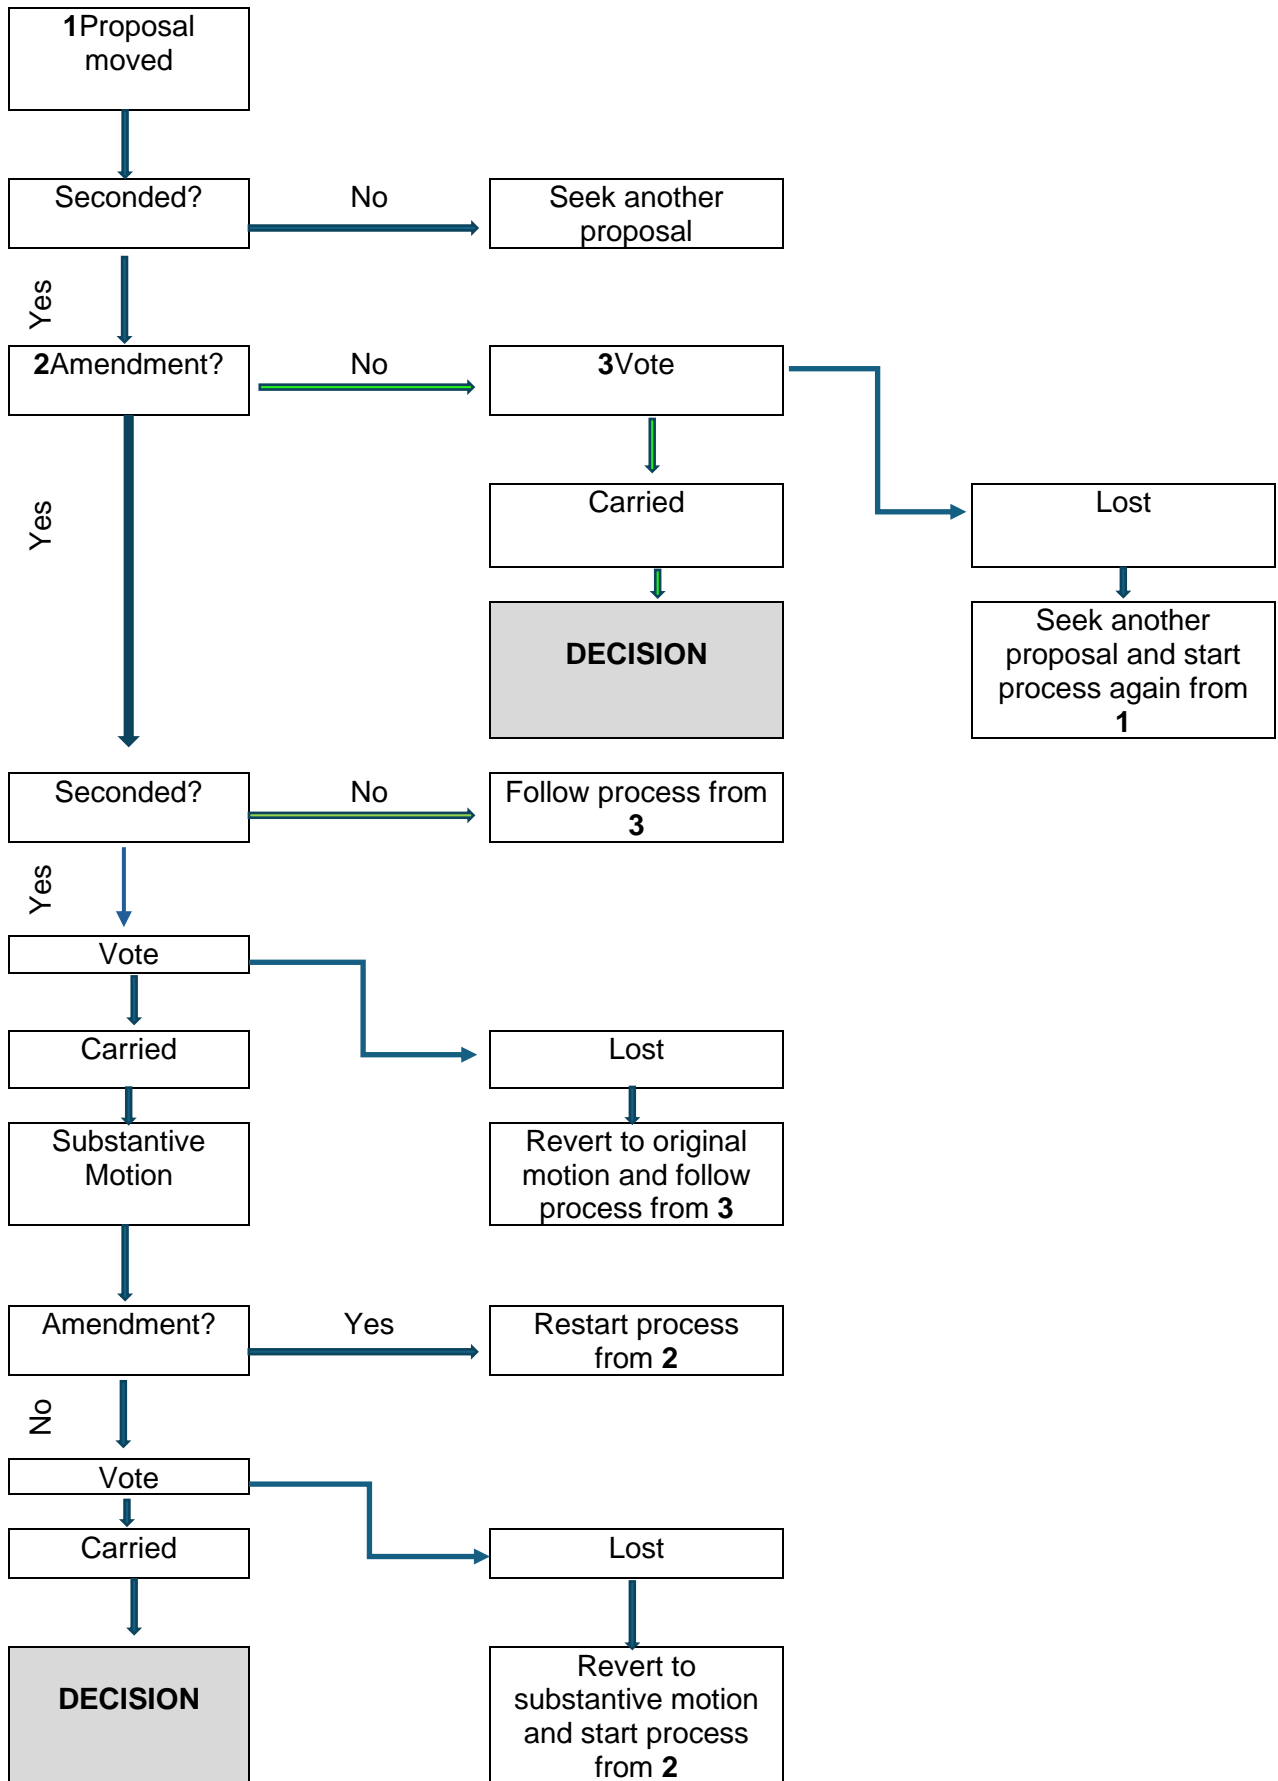 1Proposal
moved
Seconded?
No
Seek another
proposal
Yes
2Amendment?
No
3Vote
Yes
Carried
Lost
DECISION
Seek another
proposal and start
process again from
1
Seconded?
No
Follow process from
3
Yes
Vote
Carried
Lost
Substantive
Motion
Revert to original
motion and follow
process from 3
Amendment?
Yes
Restart process
from 2
No
Vote
Carried
Lost
DECISION
Revert to
substantive motion
and start process
from 2